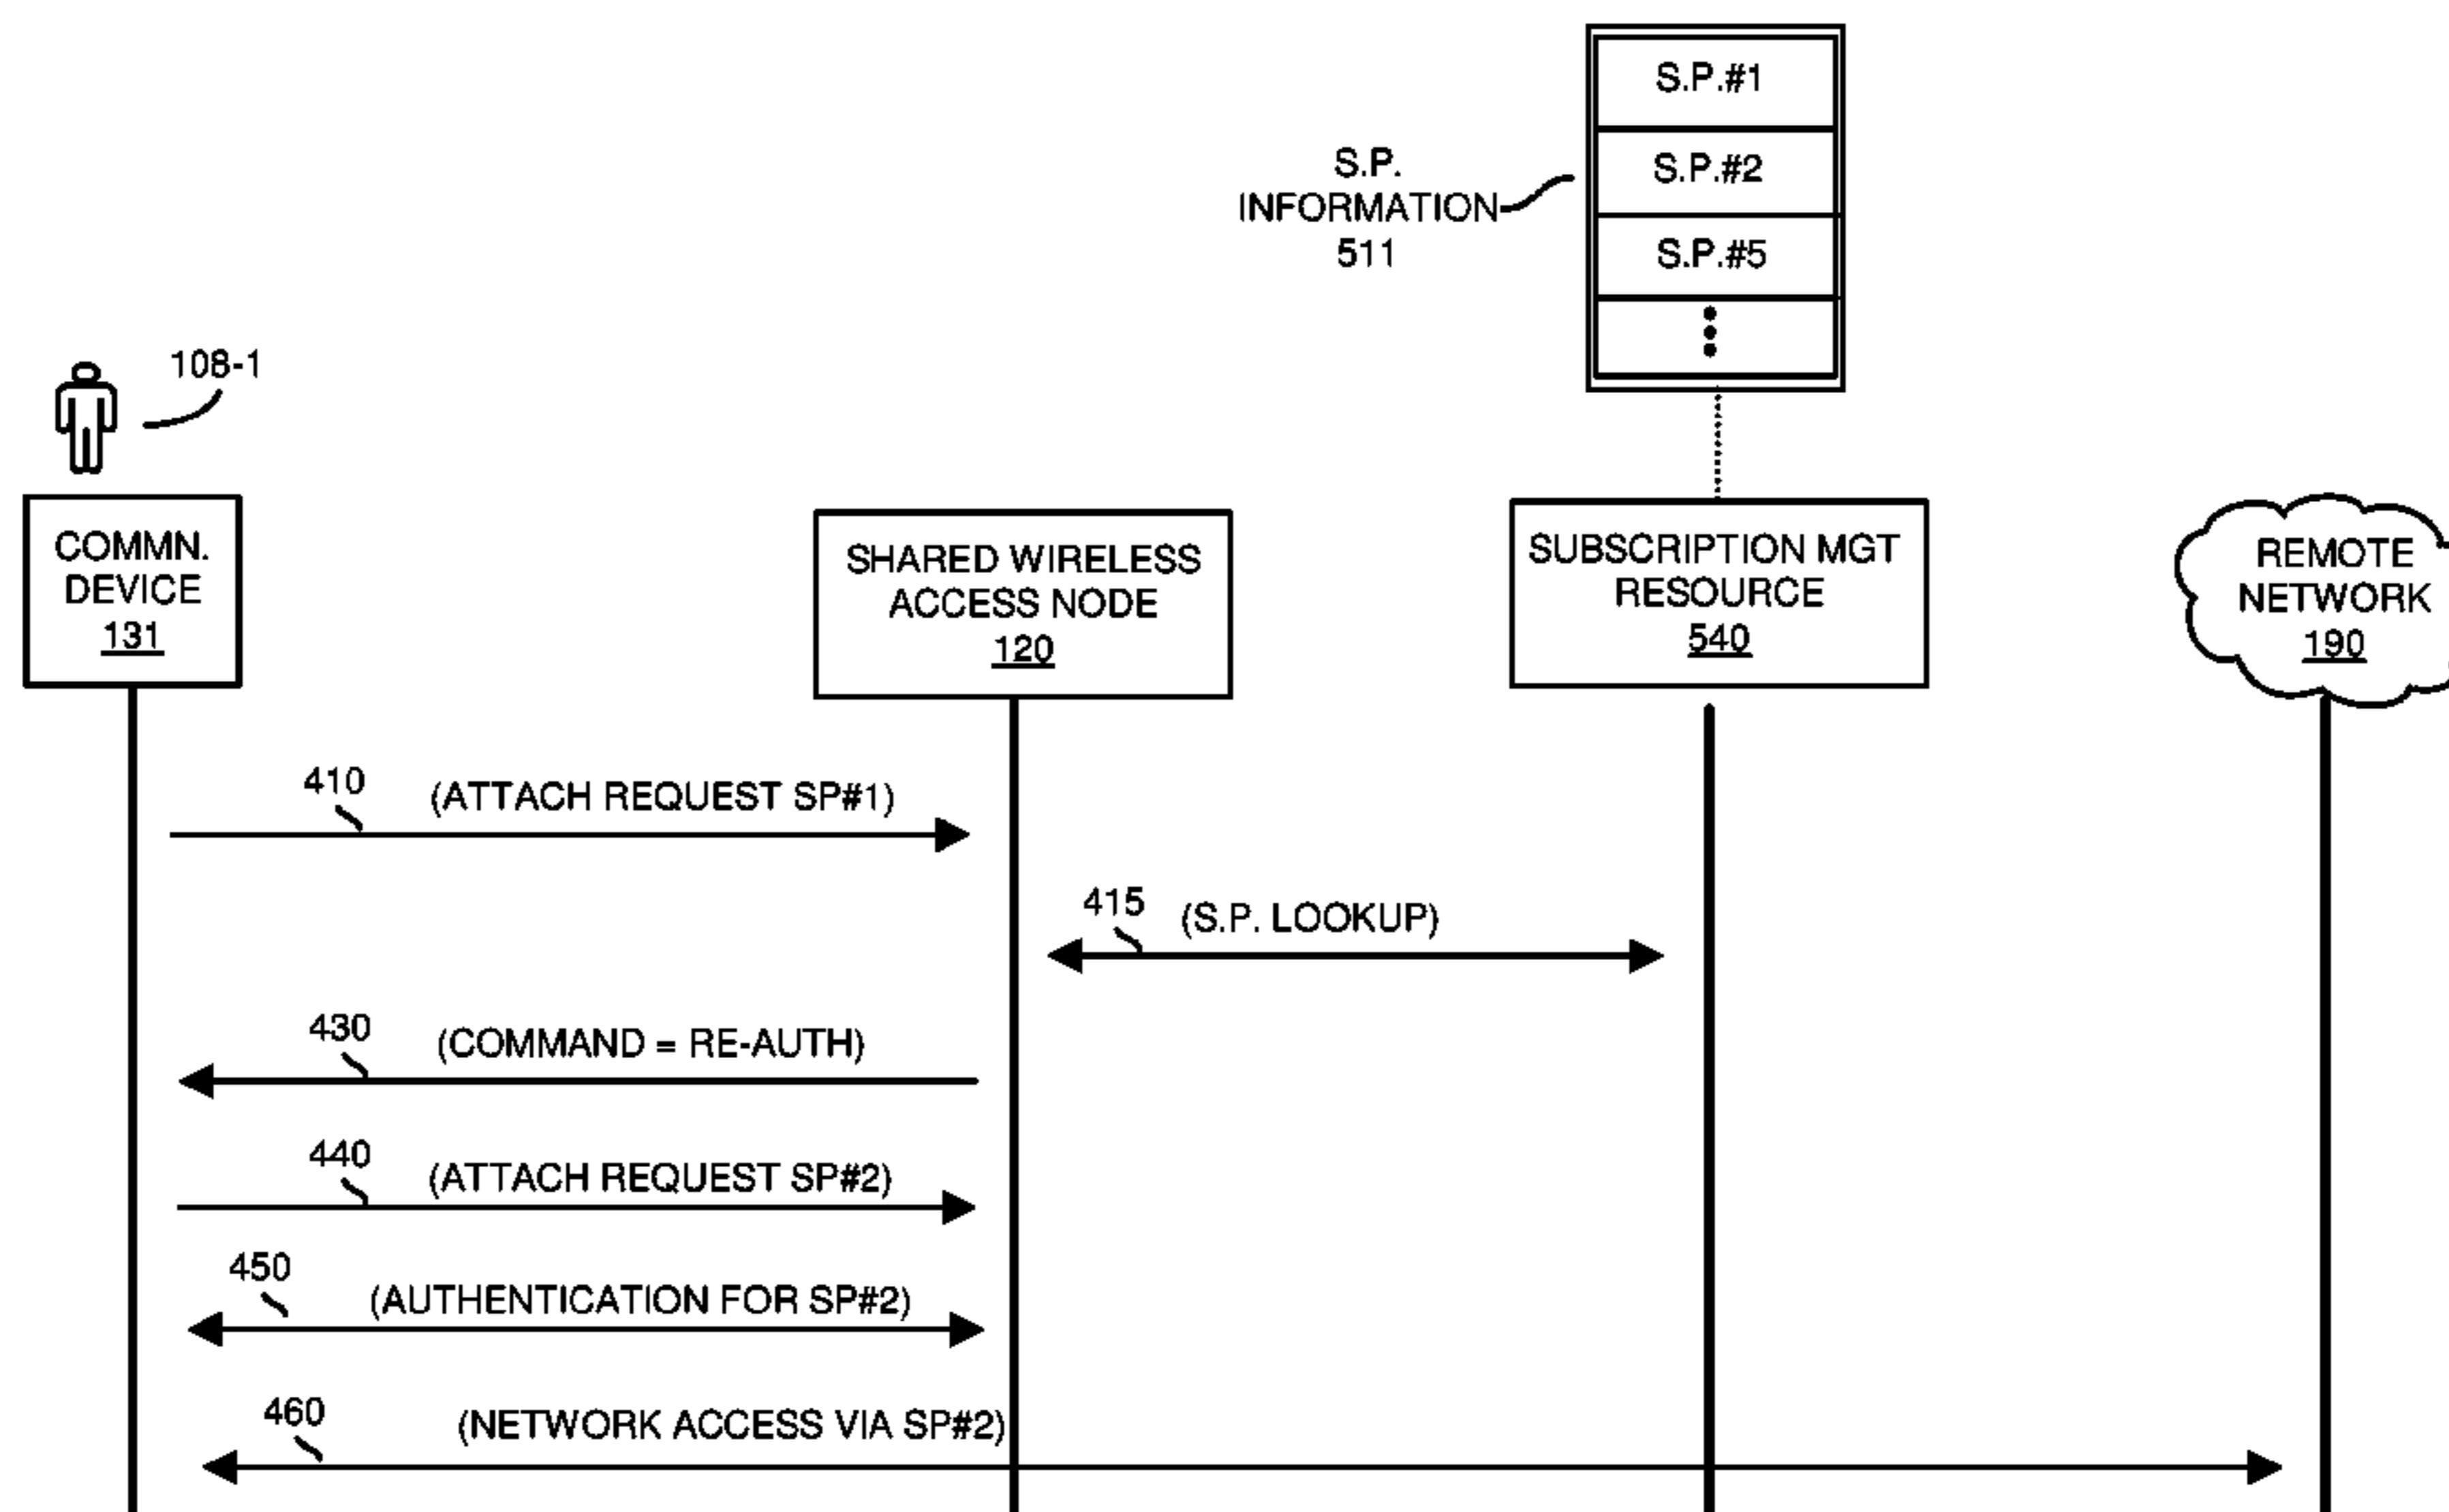 S.P.#1
S.P.#2
S.P.#5
S.P.
INFORMATION
511
108-1
COMMN.
DEVICE
131
SHARED WIRELESS
ACCESS NODE
120
SUBSCRIPTION MGT
RESOURCE
540
REMOTE
NETWORK
190
410
(ATTACH REQUEST SP#1)
415
(S.P. LOOKUP)
430
(COMMAND = RE-AUTH)
440
(ATTACH REQUEST SP#2)
450
(AUTHENTICATION FOR SP#2)
460
(NETWORK ACCESS VIA SP#2)